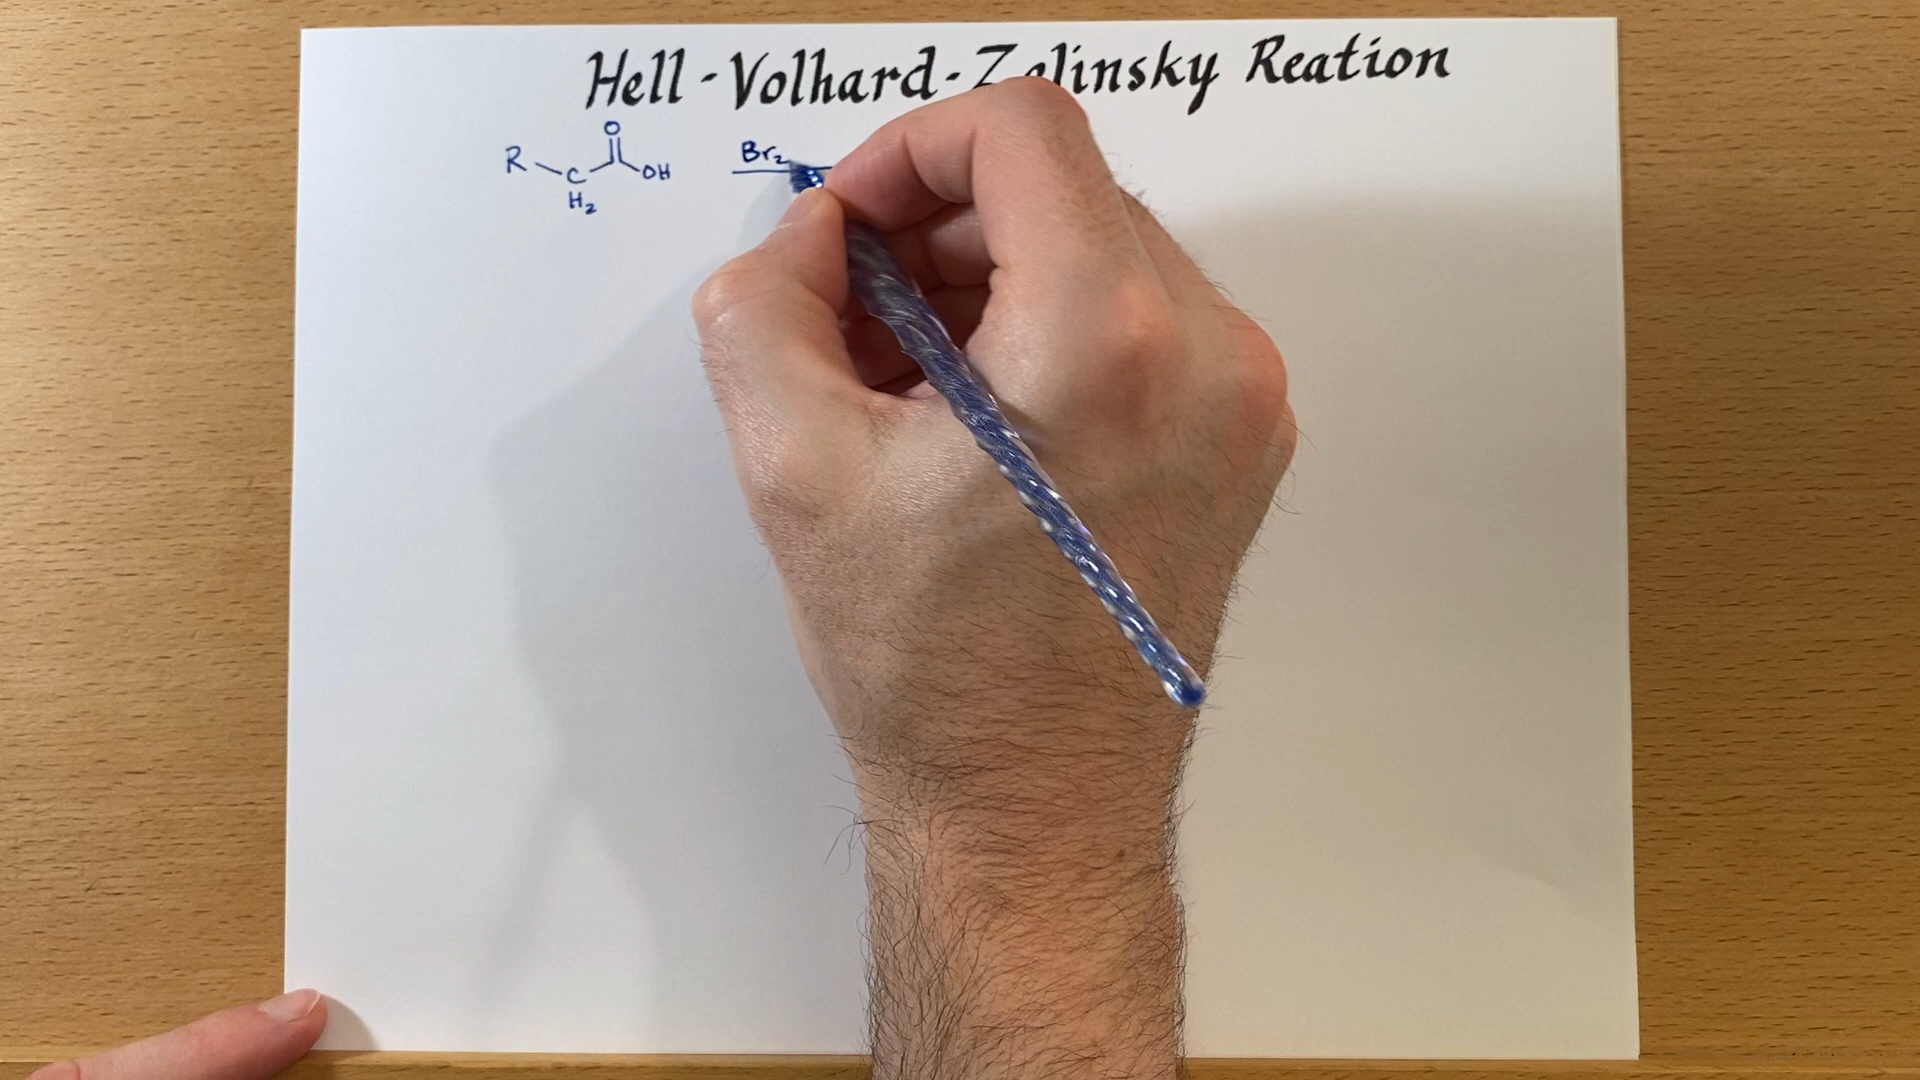 Hell-Volhard-Zelinsky Reation
O
R C OH Br₂
H₂